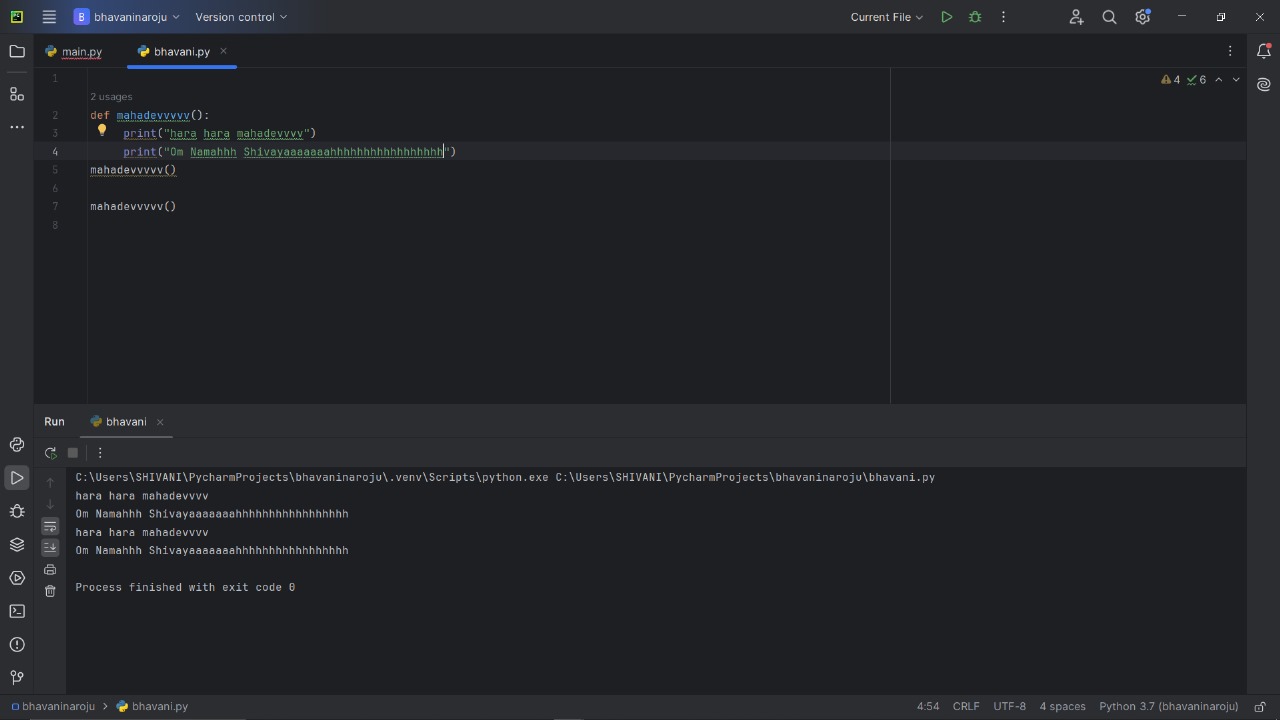 B bhavaninaroju Version control Current File
main.py bhavani.py
1 4 6
2 usages
2 def mahadevvvvv():
3 print("hara hara mahadevvvv")
4 print("Om Namahhh Shivayaaaaaaahhhhhhhhhhhhhhhhh")
5 mahadevvvvv()
6
7 mahadevvvvv()
8
Run bhavani
C:\Users\SHIVANI\PycharmProjects\bhavaninaroju\.venv\Scripts\python.exe C:\Users\SHIVANI\PycharmProjects\bhavaninaroju\bhavani.py
hara hara mahadevvvv
Om Namahhh Shivayaaaaaaahhhhhhhhhhhhhhhhh
hara hara mahadevvvv
Om Namahhh Shivayaaaaaaahhhhhhhhhhhhhhhhh
Process finished with exit code 0
bhavaninaroju > bhavani.py 4:54 CRLF UTF-8 4 spaces Python 3.7 (bhavaninaroju)